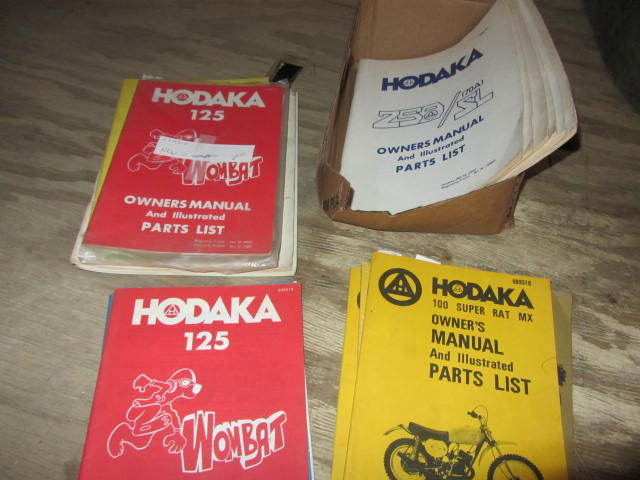 HODAKA
125
WOMBAT
OWNERS MANUAL
And Illustrated
PARTS LIST
HODAKA
(70A)
/SL
OWNERS MANUAL
And Illustrated
PARTS LIST
HODAKA
125
WOMBAT
985510
HODAKA
100 SUPER RAT MX
OWNER'S
MANUAL
And Illustrated
PARTS LIST